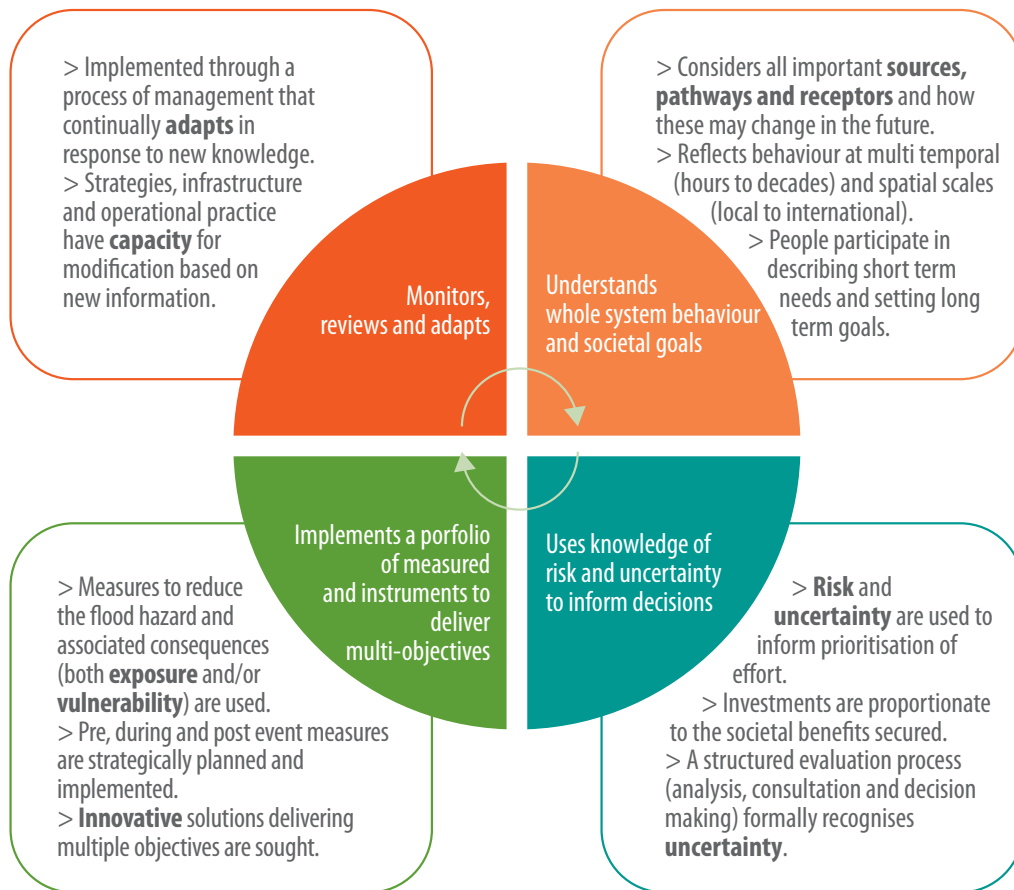 > Implemented through a
process of management that
continually adapts in
response to new knowledge.
> Strategies, infrastructure
and operational practice
have capacity for
modification based on
new information.
> Considers all important sources,
pathways and receptors and how
these may change in the future.
> Reflects behaviour at multi temporal
(hours to decades) and spatial scales
(local to international).
> People participate in
describing short term
needs and setting long
term goals.
Monitors,
reviews and adapts
Understands
whole system behaviour
and societal goals
Implements a porfolio
of measured
and instruments to
deliver
multi-objectives
Uses knowledge of
risk and uncertainty
to inform decisions
> Measures to reduce
the flood hazard and
associated consequences
(both exposure and/or
vulnerability) are used.
> Pre, during and post event measures
are strategically planned and
implemented.
> Innovative solutions delivering
multiple objectives are sought.
> Risk and
uncertainty are used to
inform prioritisation of
effort.
> Investments are proportionate
to the societal benefits secured.
> A structured evaluation process
(analysis, consultation and decision
making) formally recognises
uncertainty.